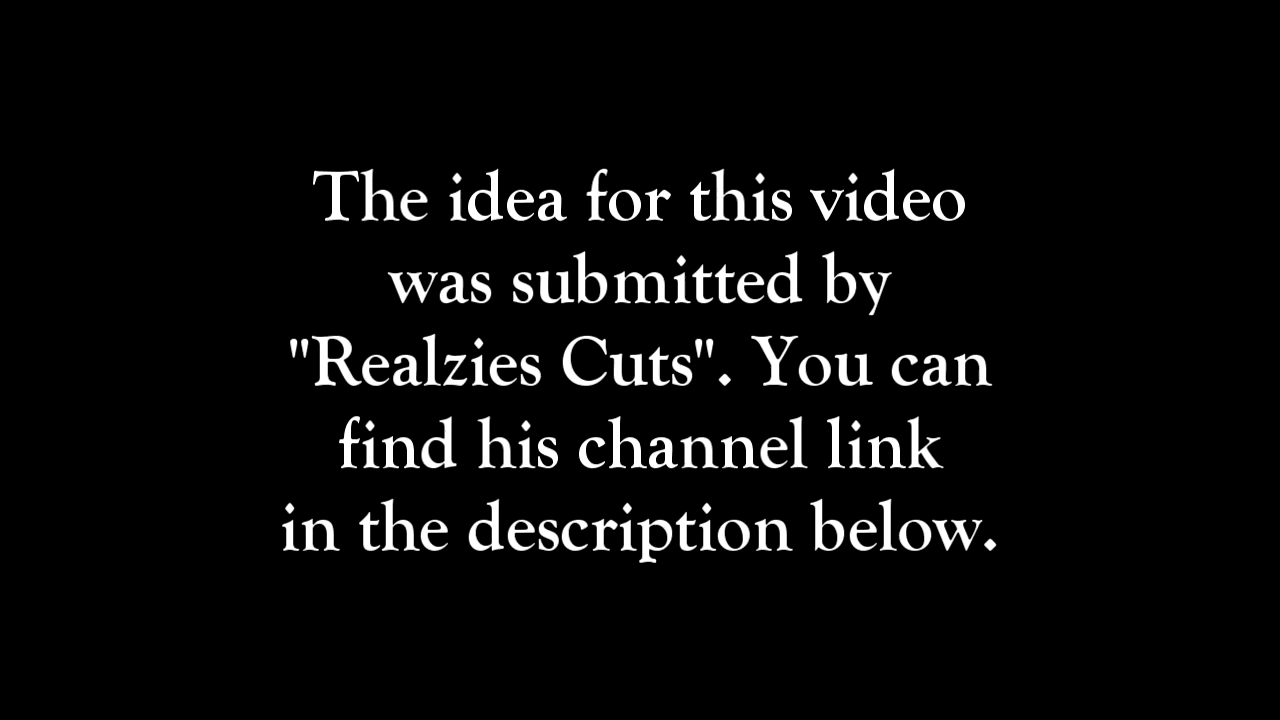 The idea for this video
was submitted by
"Realzies Cuts". You can
find his channel link
in the description below.